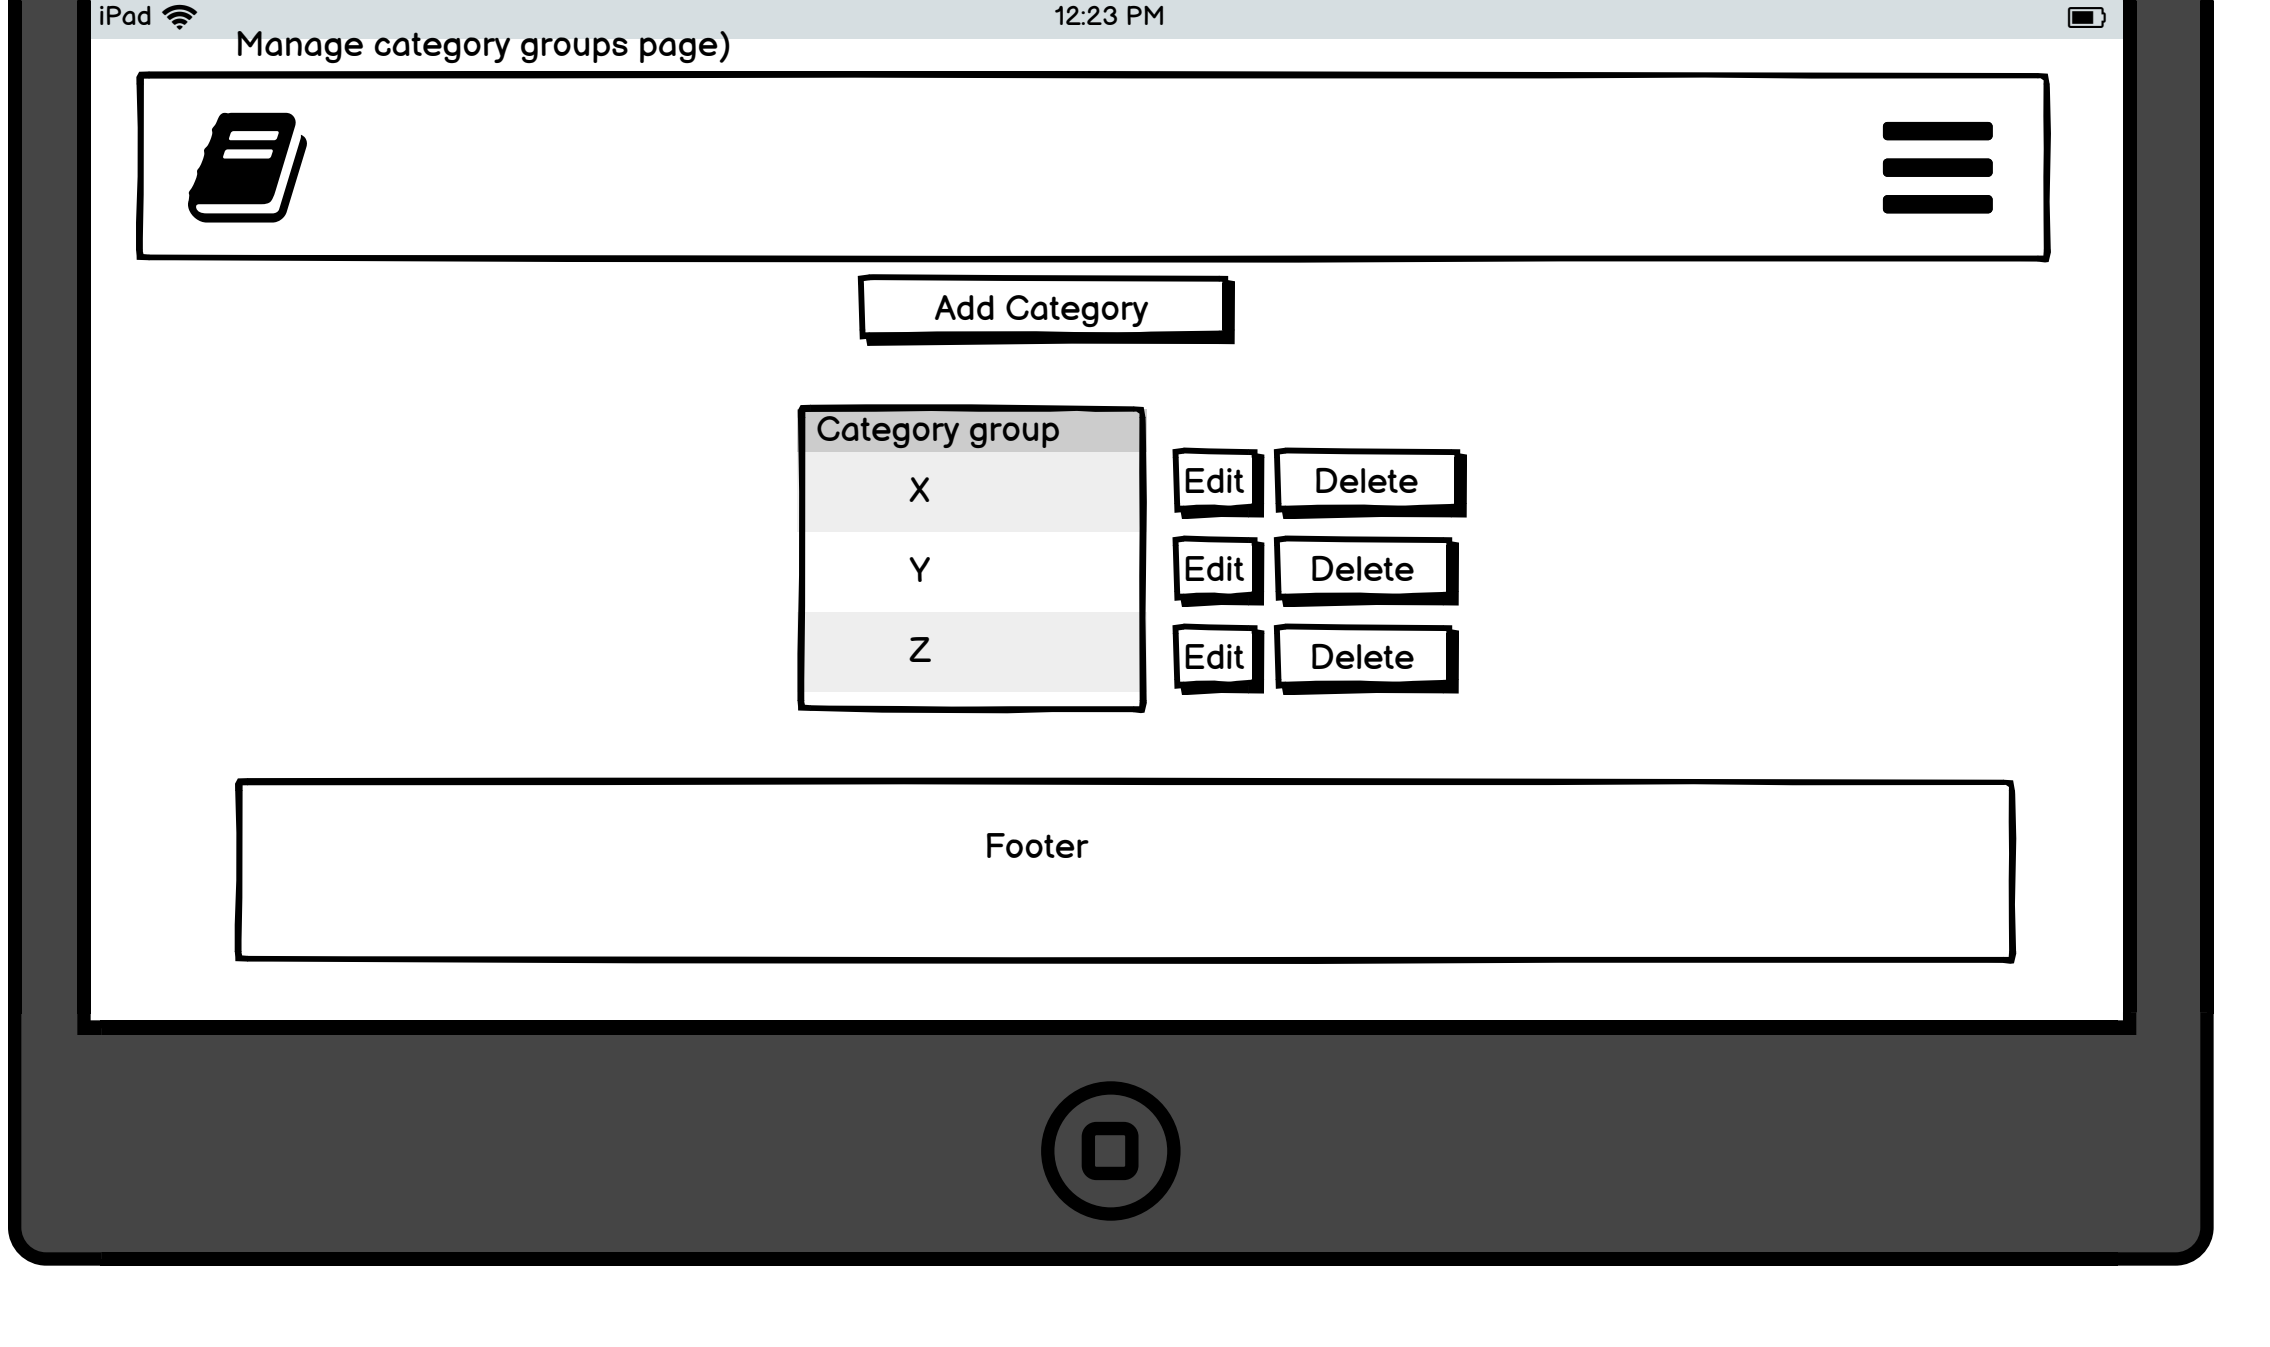 iPad 12:23 PM
Manage category groups page)
Add Category
Category group
X Edit Delete
Y Edit Delete
Z Edit Delete
Footer